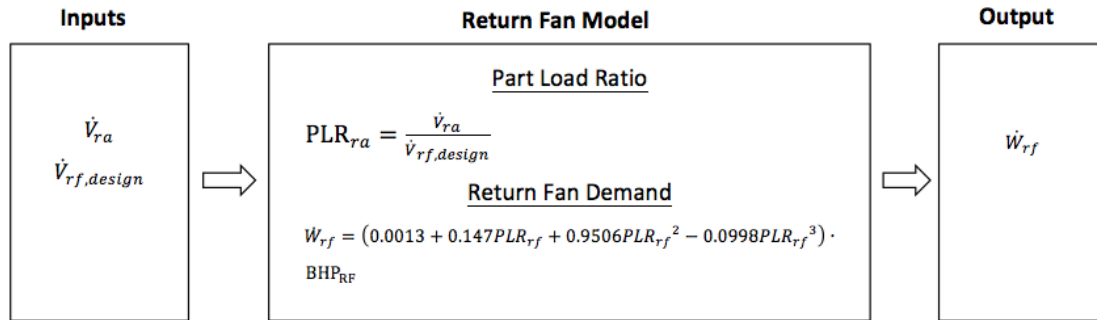 Inputs
Return Fan Model
Output
V̇ra
V̇rf,design
Part Load Ratio
PLRra = V̇ra / V̇rf,design
Return Fan Demand
Ẇrf = (0.0013 + 0.147PLRrf + 0.9506PLRrf² − 0.0998PLRrf³) ·
BHPRF
Ẇrf